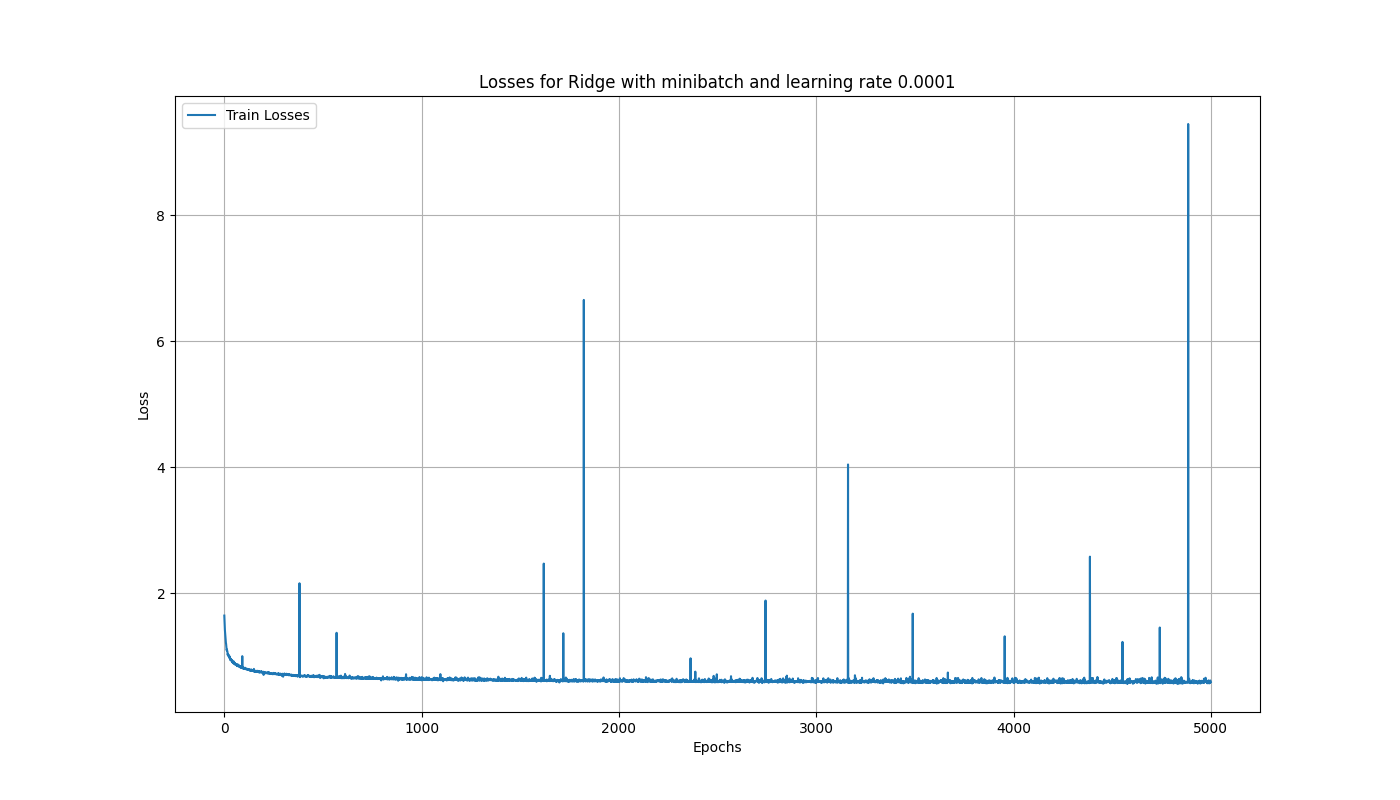 Losses for Ridge with minibatch and learning rate 0.0001
Train Losses
8
6
4
2
Loss
0 1000 2000 3000 4000 5000
Epochs